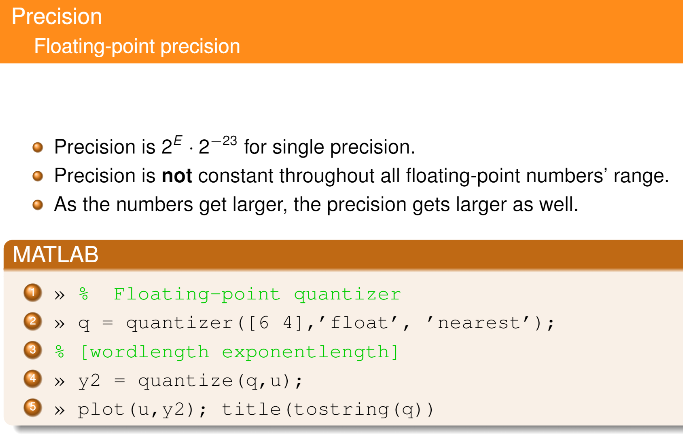 Precision
Floating-point precision
Precision is 2^E · 2^−23 for single precision.
Precision is not constant throughout all floating-point numbers' range.
As the numbers get larger, the precision gets larger as well.
MATLAB
1 » % Floating-point quantizer
2 » q = quantizer([6 4],'float', 'nearest');
3 % [wordlength exponentlength]
4 » y2 = quantize(q,u);
5 » plot(u,y2); title(tostring(q))